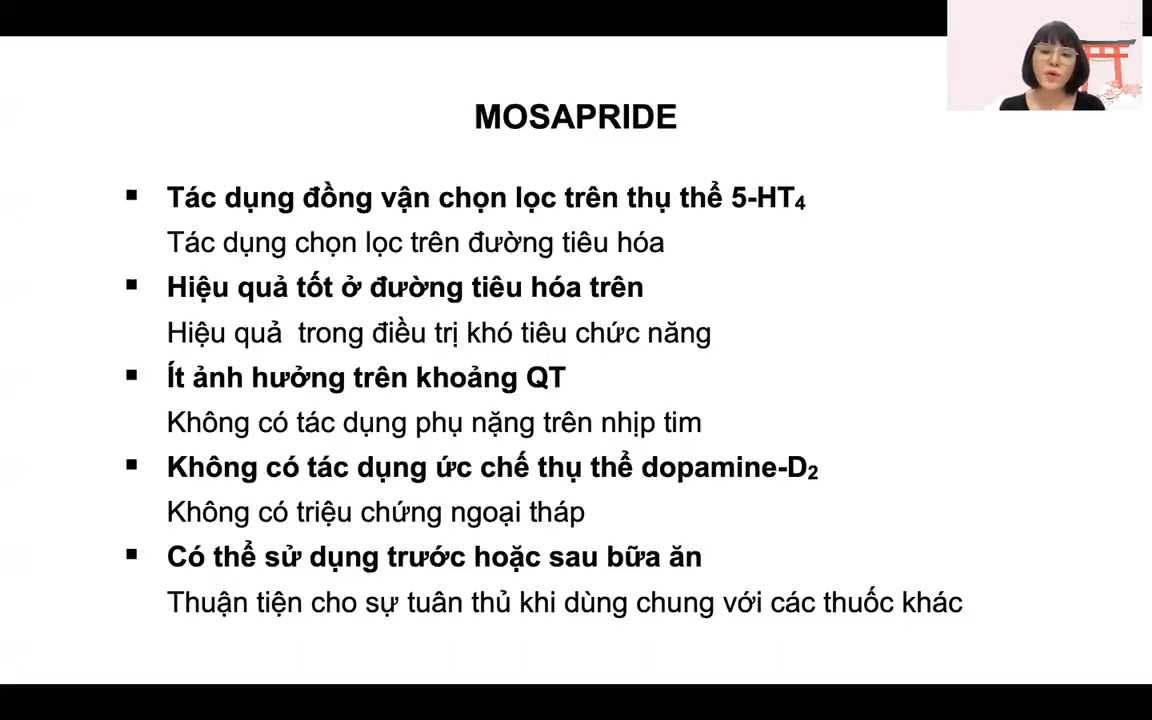 MOSAPRIDE
▪ Tác dụng đồng vận chọn lọc trên thụ thể 5-HT₄
Tác dụng chọn lọc trên đường tiêu hóa
▪ Hiệu quả tốt ở đường tiêu hóa trên
Hiệu quả trong điều trị khó tiêu chức năng
▪ Ít ảnh hưởng trên khoảng QT
Không có tác dụng phụ nặng trên nhịp tim
▪ Không có tác dụng ức chế thụ thể dopamine-D₂
Không có triệu chứng ngoại tháp
▪ Có thể sử dụng trước hoặc sau bữa ăn
Thuận tiện cho sự tuân thủ khi dùng chung với các thuốc khác